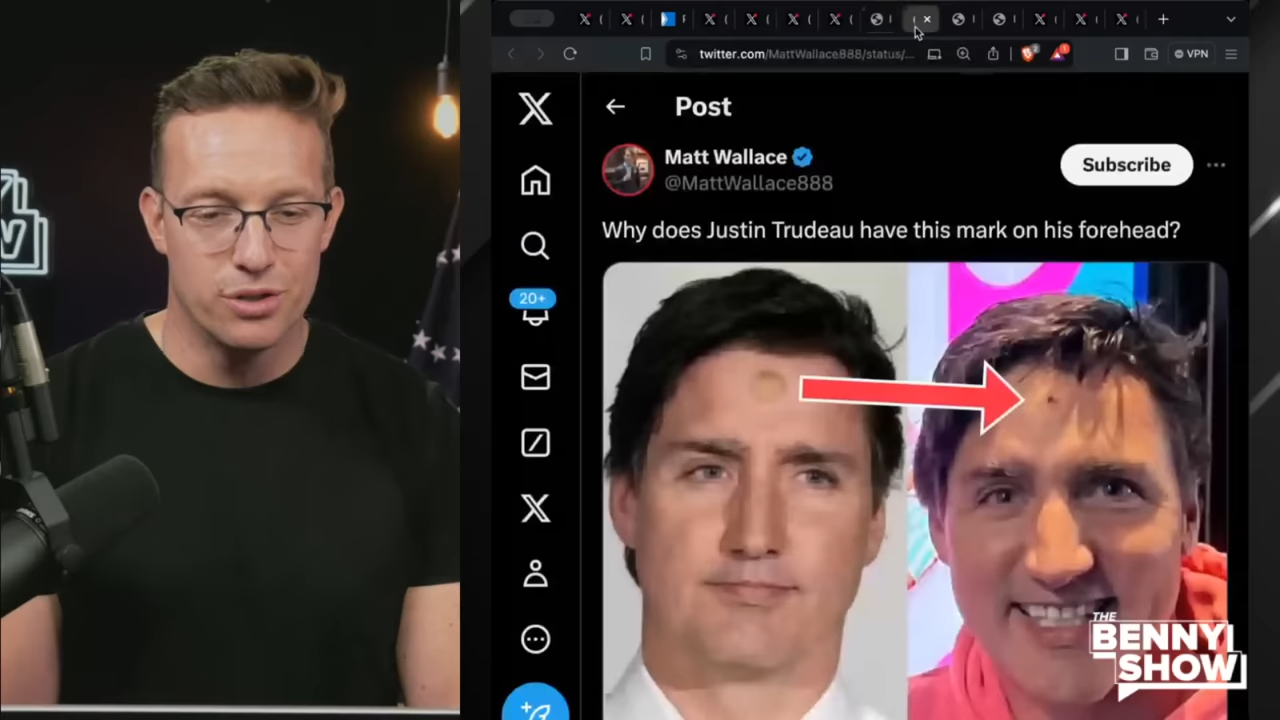 twitter.com/MattWallace888/status/...
VPN
Post
Matt Wallace
@MattWallace888
Subscribe
Why does Justin Trudeau have this mark on his forehead?
20+
THE
BENNY
SHOW